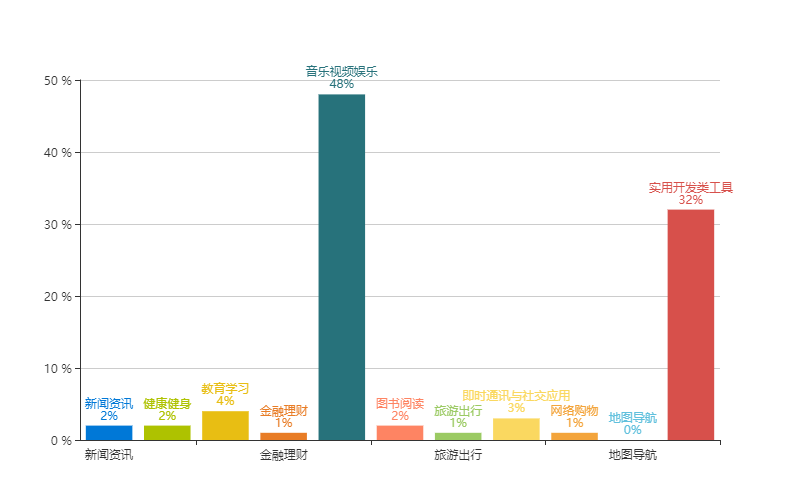 音乐视频娱乐
48%
50 %
40 %
实用开发类工具
32%
30 %
20 %
10 %
教育学习
4%
即时通讯与社交应用
3%
新闻资讯
2%
健康健身
2%
金融理财
1%
图书阅读
2%
旅游出行
1%
网络购物
1%
地图导航
0%
0 %
新闻资讯
金融理财
旅游出行
地图导航